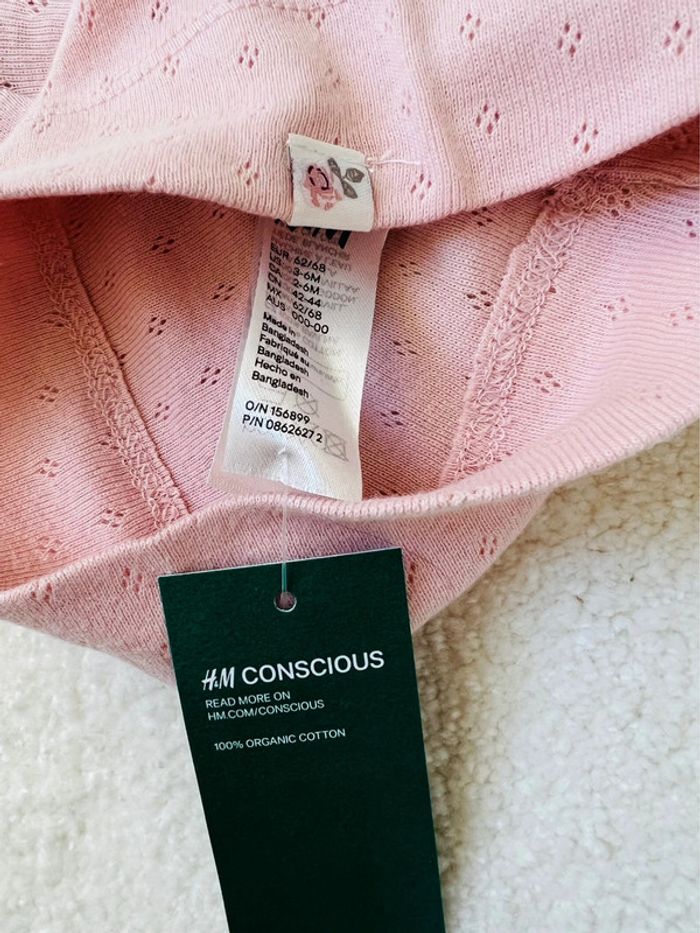 EUR 62/68
US 3-6M
CA 2-6M
CN 42-44
MX 62/68
AUS 000-00
Made in
Bangladesh
Fabriqué au
Bangladesh
Hecho en
Bangladesh
O/N 156899
P/N 0862627 2
H&M CONSCIOUS
READ MORE ON
HM.COM/CONSCIOUS
100% ORGANIC COTTON